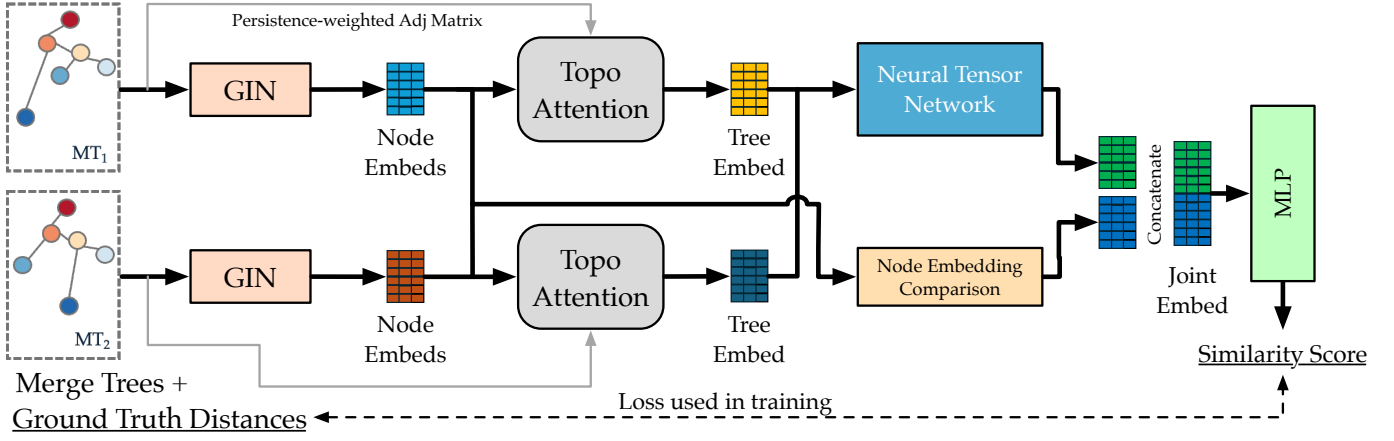 Persistence-weighted Adj Matrix
MT1
GIN
Node
Embeds
Topo
Attention
Tree
Embed
Neural Tensor
Network
Concatenate
MLP
MT2
GIN
Node
Embeds
Topo
Attention
Tree
Embed
Node Embedding
Comparison
Joint
Embed
Similarity Score
Merge Trees +
Ground Truth Distances
Loss used in training